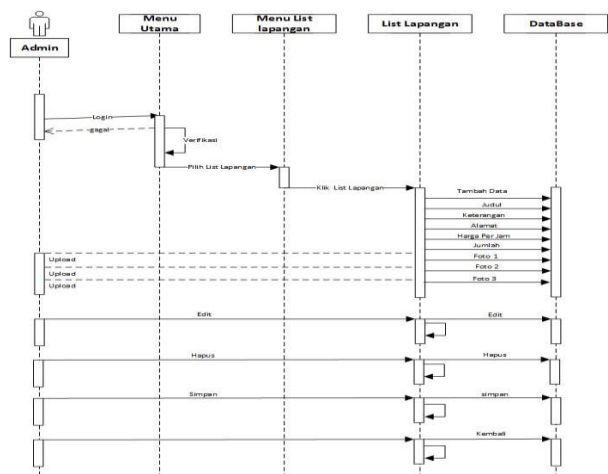 Admin
Menu
Utama
Menu List
lapangan
List Lapangan
DataBase
Login
gagal
Verifikasi
Pilih List Lapangan
Klik List Lapangan
Tambah Data
Judul
Keterangan
Alamat
Harga Per Jam
Jumlah
Foto 1
Upload
Foto 2
Upload
Foto 3
Upload
Edit
Edit
Hapus
Hapus
Simpan
simpan
Kembali